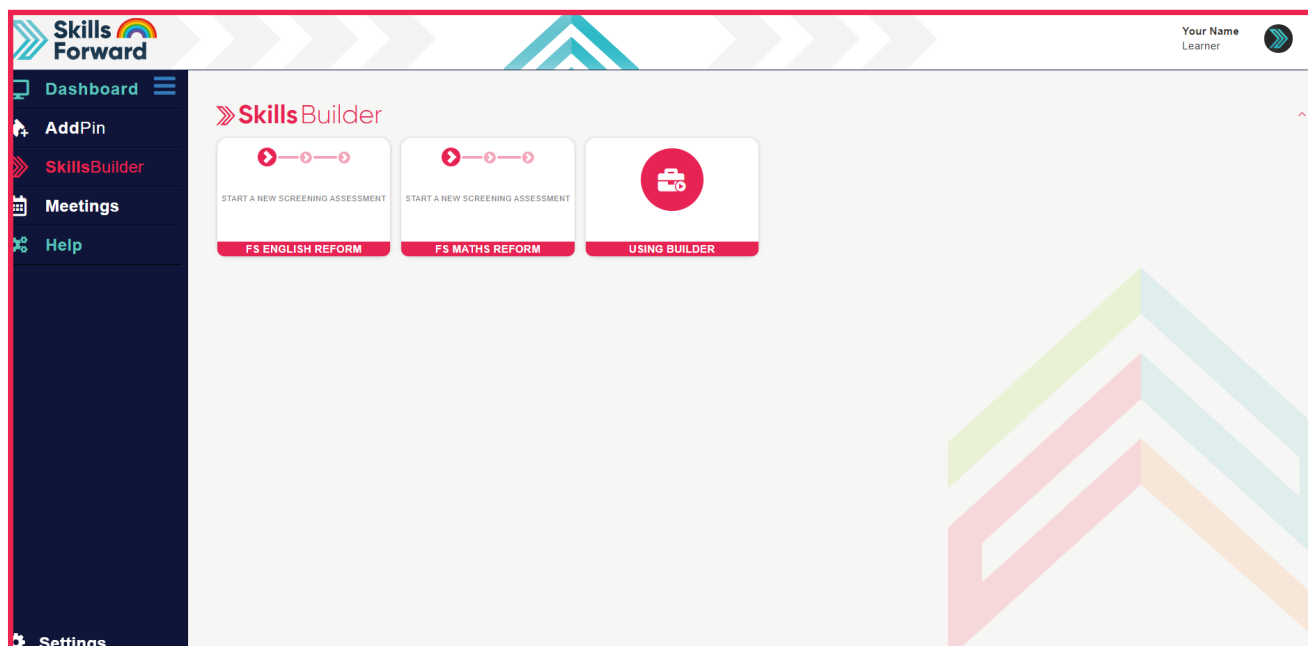 Skills
Forward
Your Name
Learner
Dashboard
AddPin
SkillsBuilder
Meetings
Help
Settings
SkillsBuilder
START A NEW SCREENING ASSESSMENT
FS ENGLISH REFORM
START A NEW SCREENING ASSESSMENT
FS MATHS REFORM
USING BUILDER